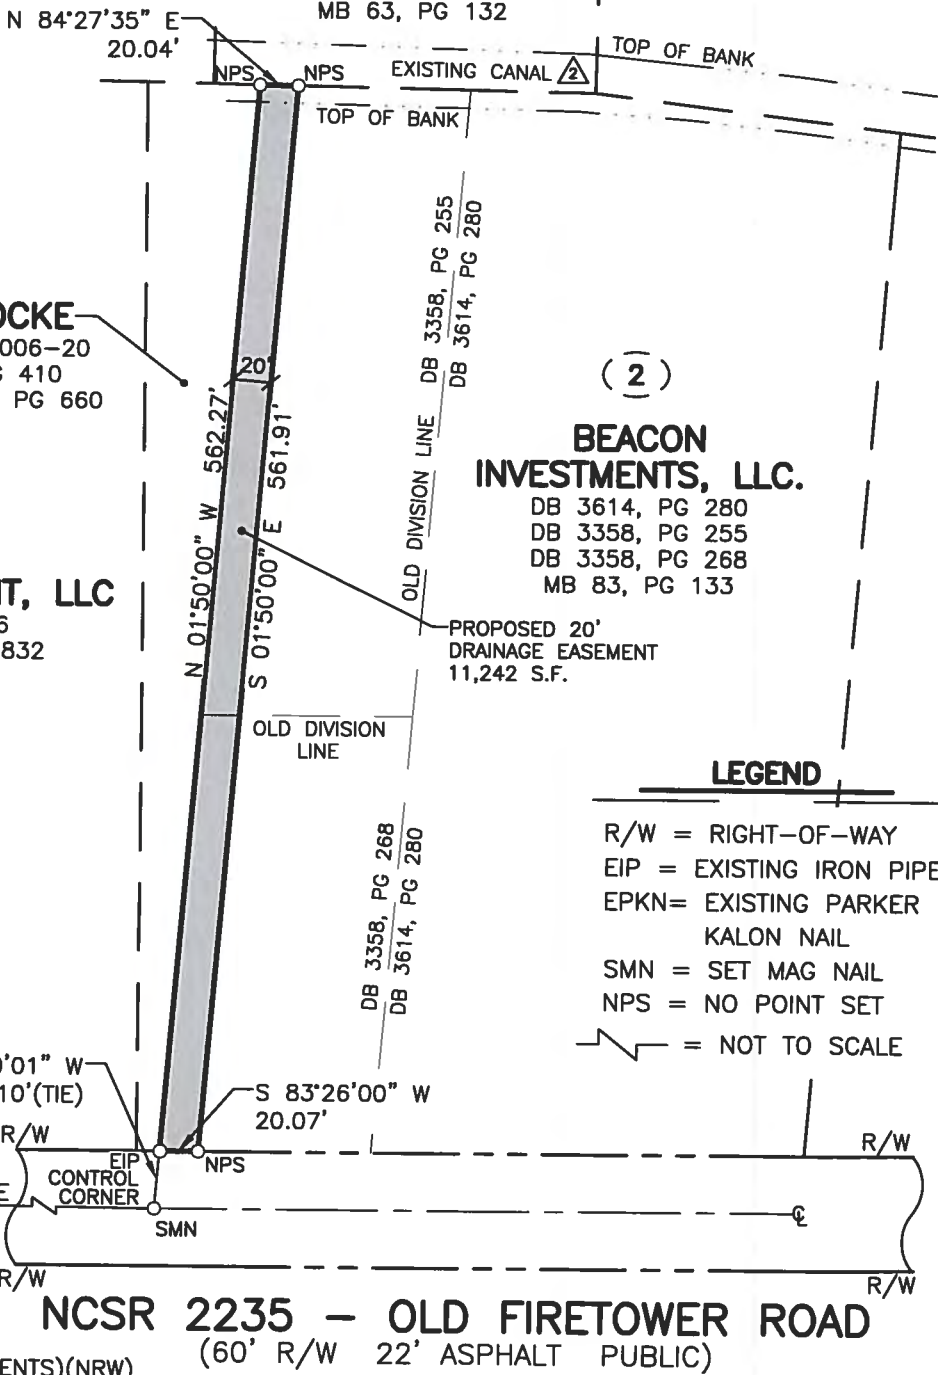 MB 63, PG 132
N 84°27'35" E
20.04'
TOP OF BANK
NPS
NPS
EXISTING CANAL 2
TOP OF BANK
DB 3358, PG 255
DB 3614, PG 280
OCKE
006-20
410
PG 660
20'
(2)
N 01°50'00" W 562.27'
S 01°50'00" E 561.91'
OLD DIVISION LINE
BEACON
INVESTMENTS, LLC.
DB 3614, PG 280
DB 3358, PG 255
DB 3358, PG 268
MB 83, PG 133
T, LLC
832
PROPOSED 20'
DRAINAGE EASEMENT
11,242 S.F.
OLD DIVISION
LINE
LEGEND
R/W = RIGHT-OF-WAY
EIP = EXISTING IRON PIPE
EPKN= EXISTING PARKER
KALON NAIL
SMN = SET MAG NAIL
NPS = NO POINT SET
= NOT TO SCALE
DB 3358, PG 268
DB 3614, PG 280
'01" W
10'(TIE)
S 83°26'00" W
20.07'
R/W
R/W
EIP
NPS
CONTROL
CORNER
E
SMN
CL
R/W
R/W
NCSR 2235 - OLD FIRETOWER ROAD
(60' R/W 22' ASPHALT PUBLIC)
ENTS)(NRW)